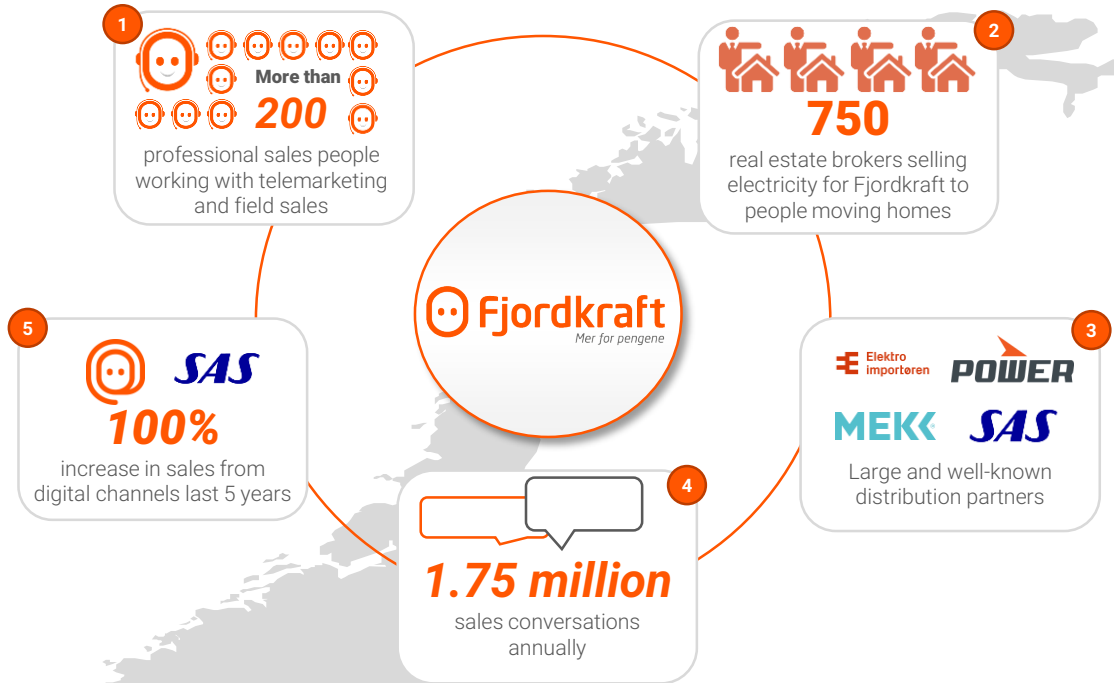 1
More than
200
professional sales people
working with telemarketing
and field sales
2
750
real estate brokers selling
electricity for Fjordkraft to
people moving homes
Fjordkraft
Mer for pengene
3
Elektro
importøren
POWER
MEKK
SAS
Large and well-known
distribution partners
4
1.75 million
sales conversations
annually
5
SAS
100%
increase in sales from
digital channels last 5 years